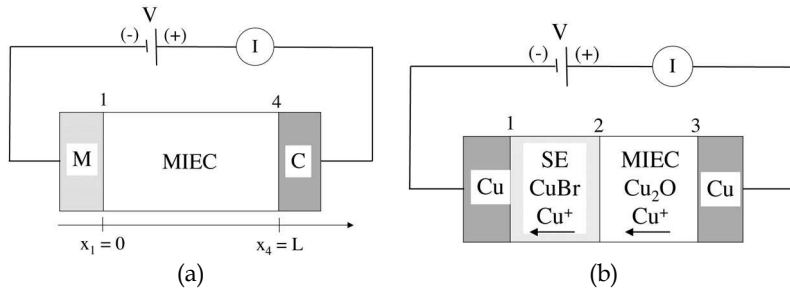 V
(-) (+)
I
1 4
M MIEC C
x₁ = 0 x₄ = L
(a)
V
(-) (+)
I
1 2 3
Cu SE MIEC Cu
CuBr Cu₂O
Cu⁺ Cu⁺
(b)